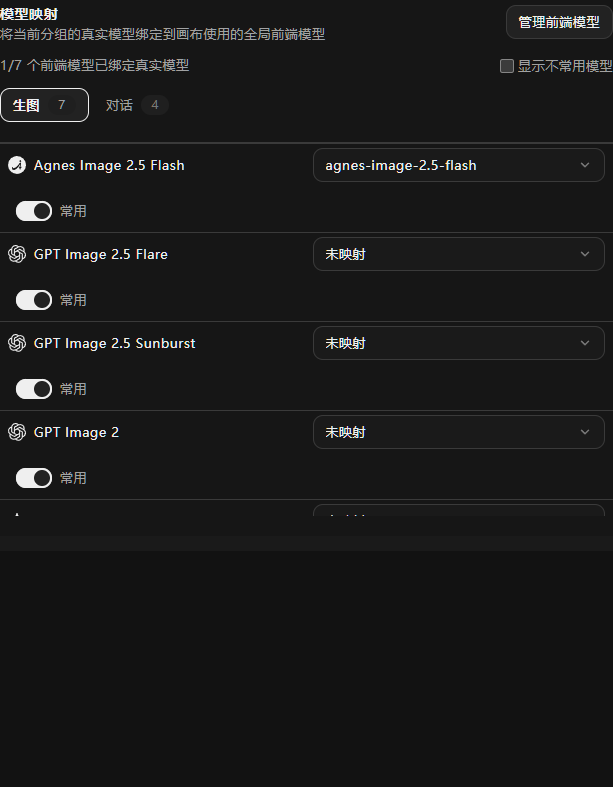 模型映射
管理前端模型
将当前分组的真实模型绑定到画布使用的全局前端模型
1/7 个前端模型已绑定真实模型
显示不常用模型
生图 7
对话 4
Agnes Image 2.5 Flash
agnes-image-2.5-flash
常用
GPT Image 2.5 Flare
未映射
常用
GPT Image 2.5 Sunburst
未映射
常用
GPT Image 2
未映射
常用